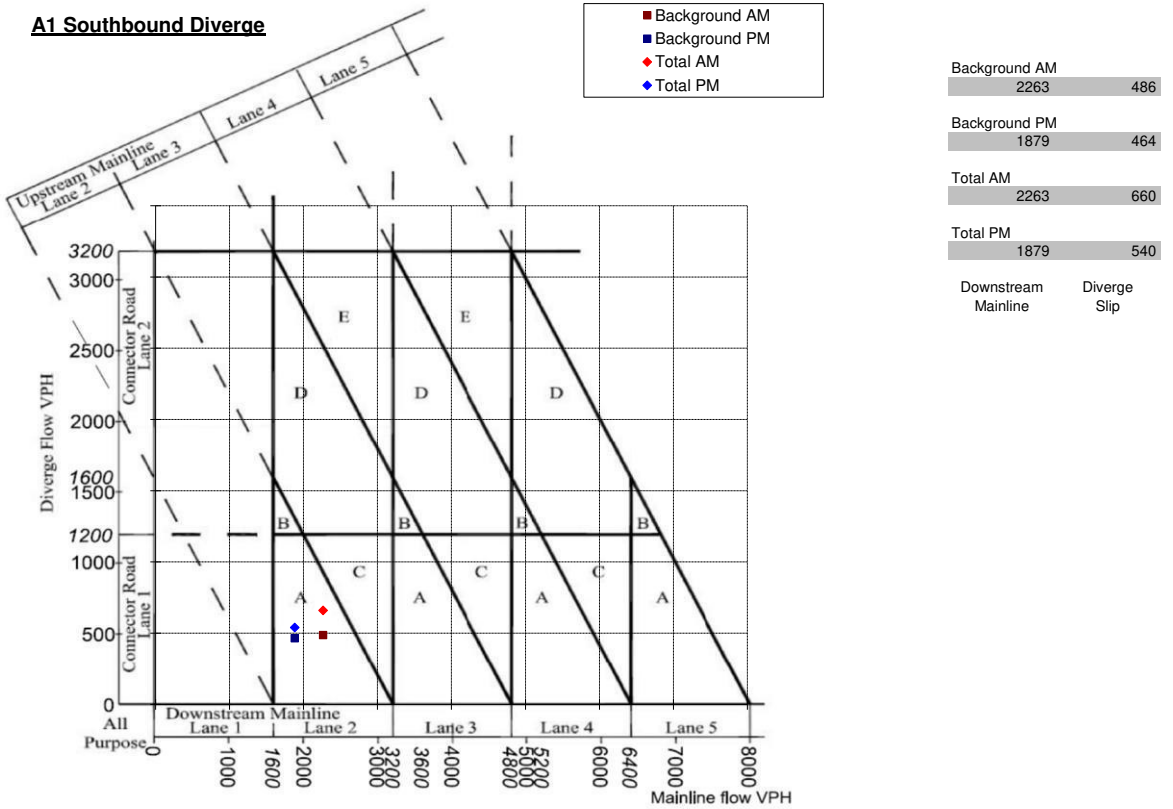 A1 Southbound Diverge
Background AM
Background PM
Total AM
Total PM
Background AM
2263 486
Background PM
1879 464
Total AM
2263 660
Total PM
1879 540
Downstream Mainline
Diverge Slip
Upstream Mainline
Lane 2
Lane 3
Lane 4
Lane 5
Diverge Flow VPH
Connector Road
Lane 2
Connector Road
Lane 1
3200
3000
2500
2000
1600
1500
1200
1000
500
0
E E
D D D
B B B B
C C C
A A A A
All Purpose
Downstream Mainline
Lane 1 Lane 2 Lane 3 Lane 4 Lane 5
0 1000 1600 2000 3000 3200 3600 4000 4800 5000 5200 6000 6400 7000 8000
Mainline flow VPH